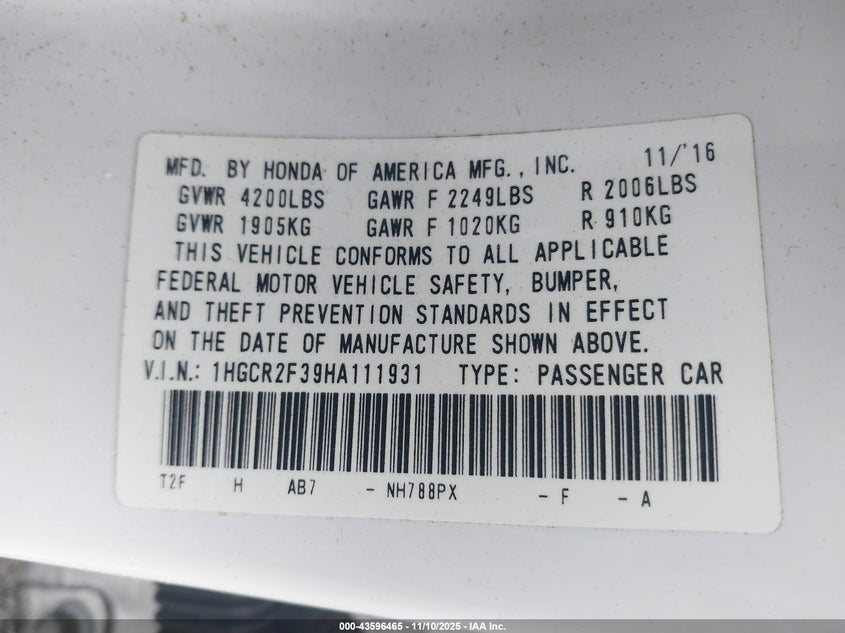 MFD. BY HONDA OF AMERICA MFG., INC. 11/'16
GVWR 4200LBS GAWR F 2249LBS R 2006LBS
GVWR 1905KG GAWR F 1020KG R 910KG
THIS VEHICLE CONFORMS TO ALL APPLICABLE
FEDERAL MOTOR VEHICLE SAFETY, BUMPER,
AND THEFT PREVENTION STANDARDS IN EFFECT
ON THE DATE OF MANUFACTURE SHOWN ABOVE.
V.I.N.: 1HGCR2F39HA111931 TYPE: PASSENGER CAR
T2F H AB7 - NH788PX - F - A
000-43596465 - 11/10/2025 - IAA Inc.